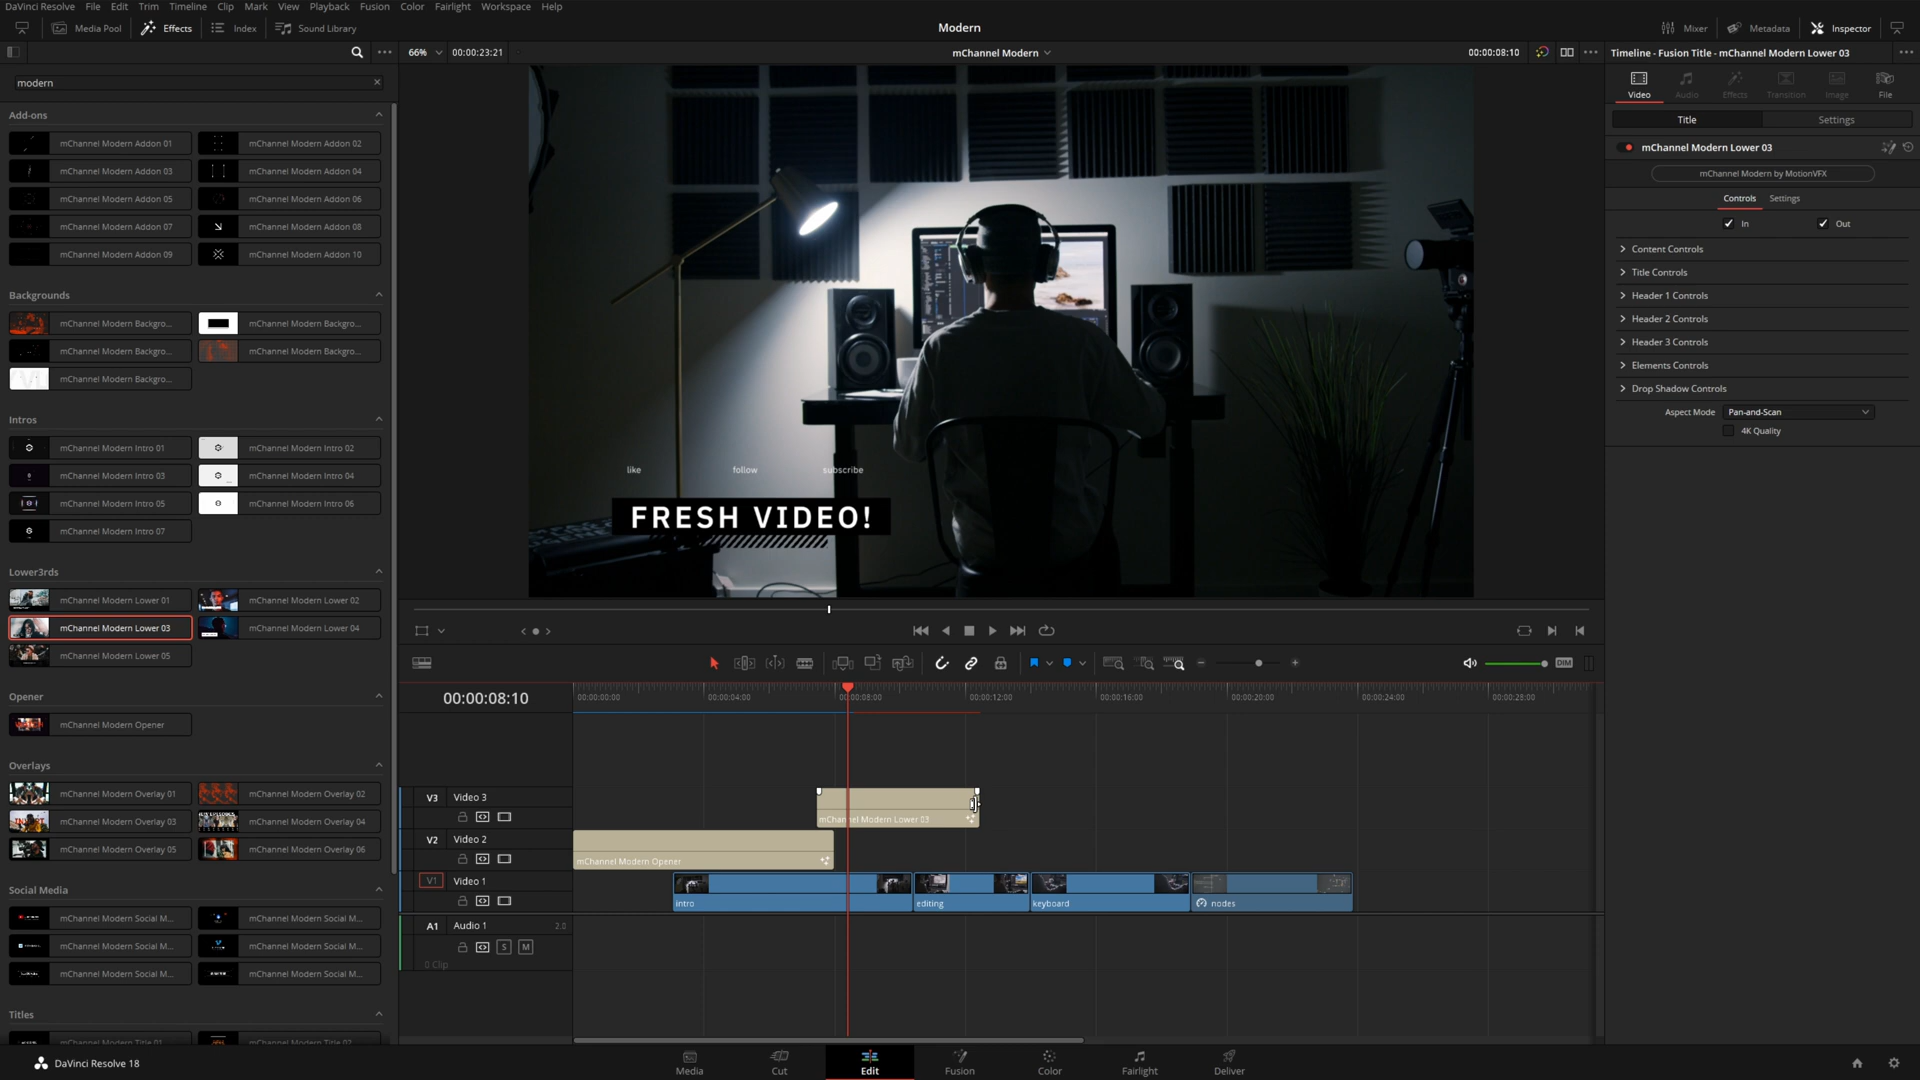 DaVinci Resolve File Edit Trim Timeline Clip Mark View Playback Fusion Color Fairlight Workspace Help
Media Pool Effects Index Sound Library Modern Mixer Metadata Inspector
66% 00:00:23:21 mChannel Modern 00:00:08:10 Timeline - Fusion Title - mChannel Modern Lower 03
modern
Video Audio Effects Transition Image File
Title Settings
mChannel Modern Lower 03
mChannel Modern by MotionVFX
Controls Settings
In Out
Content Controls
Title Controls
Header 1 Controls
Header 2 Controls
Header 3 Controls
Elements Controls
Drop Shadow Controls
Aspect Mode Pan-and-Scan
4K Quality
Add-ons
mChannel Modern Addon 01 mChannel Modern Addon 02
mChannel Modern Addon 03 mChannel Modern Addon 04
mChannel Modern Addon 05 mChannel Modern Addon 06
mChannel Modern Addon 07 mChannel Modern Addon 08
mChannel Modern Addon 09 mChannel Modern Addon 10
Backgrounds
mChannel Modern Backgro... mChannel Modern Backgro...
mChannel Modern Backgro... mChannel Modern Backgro...
mChannel Modern Backgro...
Intros
mChannel Modern Intro 01 mChannel Modern Intro 02
mChannel Modern Intro 03 mChannel Modern Intro 04
mChannel Modern Intro 05 mChannel Modern Intro 06
mChannel Modern Intro 07
Lower3rds
mChannel Modern Lower 01 mChannel Modern Lower 02
mChannel Modern Lower 03 mChannel Modern Lower 04
mChannel Modern Lower 05
Opener
mChannel Modern Opener
Overlays
mChannel Modern Overlay 01 mChannel Modern Overlay 02
mChannel Modern Overlay 03 mChannel Modern Overlay 04
mChannel Modern Overlay 05 mChannel Modern Overlay 06
Social Media
mChannel Modern Social M... mChannel Modern Social M...
mChannel Modern Social M... mChannel Modern Social M...
mChannel Modern Social M... mChannel Modern Social M...
Titles
mChannel Modern Title 01 mChannel Modern Title 02
like follow subscribe
FRESH VIDEO!
DIM
00:00:08:10 00:00:00:00 00:00:04:00 00:00:08:00 00:00:12:00 00:00:16:00 00:00:20:00 00:00:24:00 00:00:28:00
V3 Video 3
mChannel Modern Lower 03
V2 Video 2
mChannel Modern Opener
V1 Video 1
intro editing keyboard nodes
A1 Audio 1 2.0
S M
0 Clip
DaVinci Resolve 18 Media Cut Edit Fusion Color Fairlight Deliver